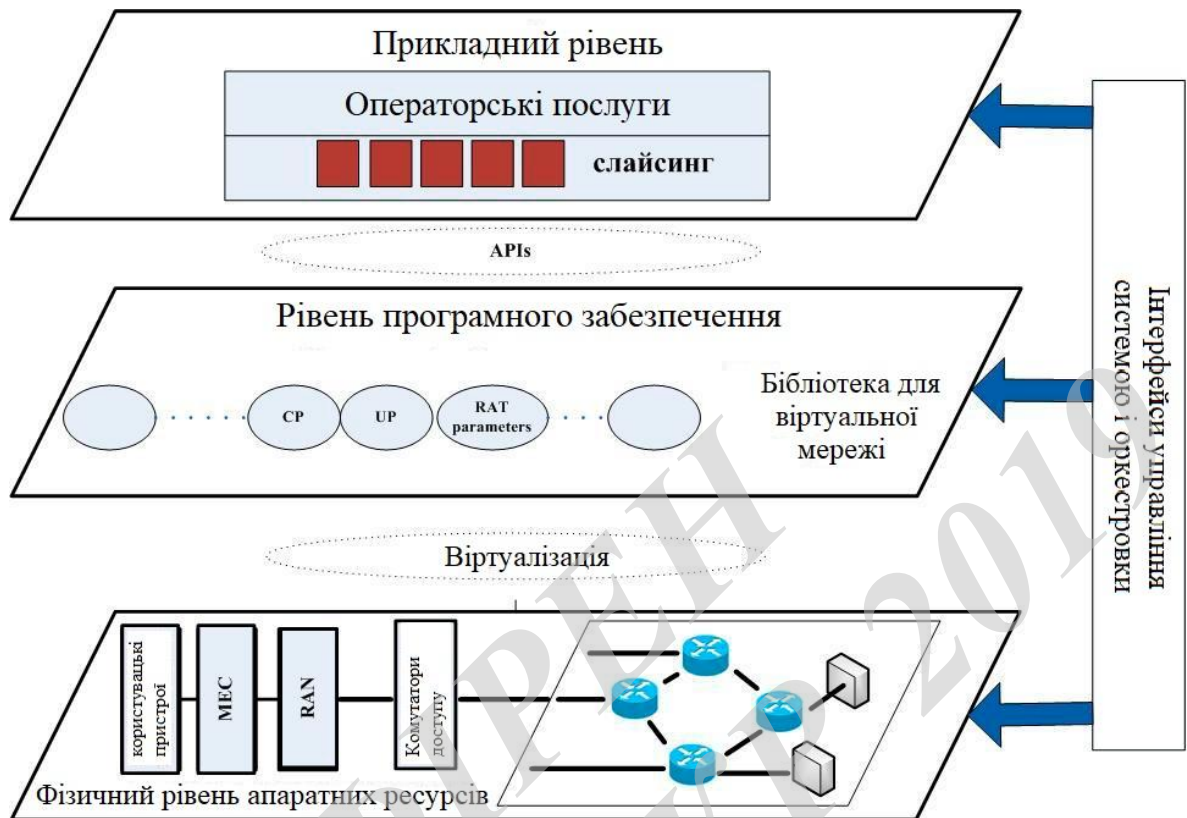 Прикладний рівень
Операторські послуги
слайсинг
APIs
Рівень програмного забезпечення
CP
UP
RAT
parameters
Бібліотека для
віртуальної
мережі
Віртуалізація
користувацькі
пристрої
MEC
RAN
Комутатори
доступу
Фізичний рівень апаратних ресурсів
Інтерфейси управління
системою і оркестровки
2019